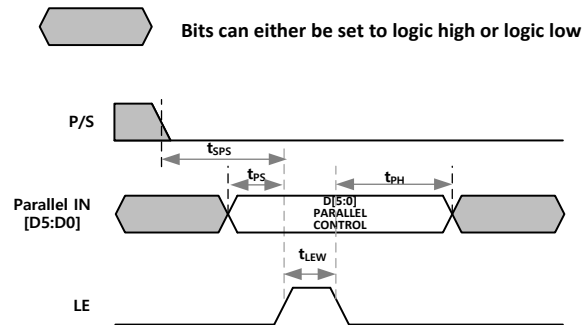 Bits can either be set to logic high or logic low
P/S
tSPS
tPS
tPH
Parallel IN
[D5:D0]
D[5:0]
PARALLEL
CONTROL
tLEW
LE